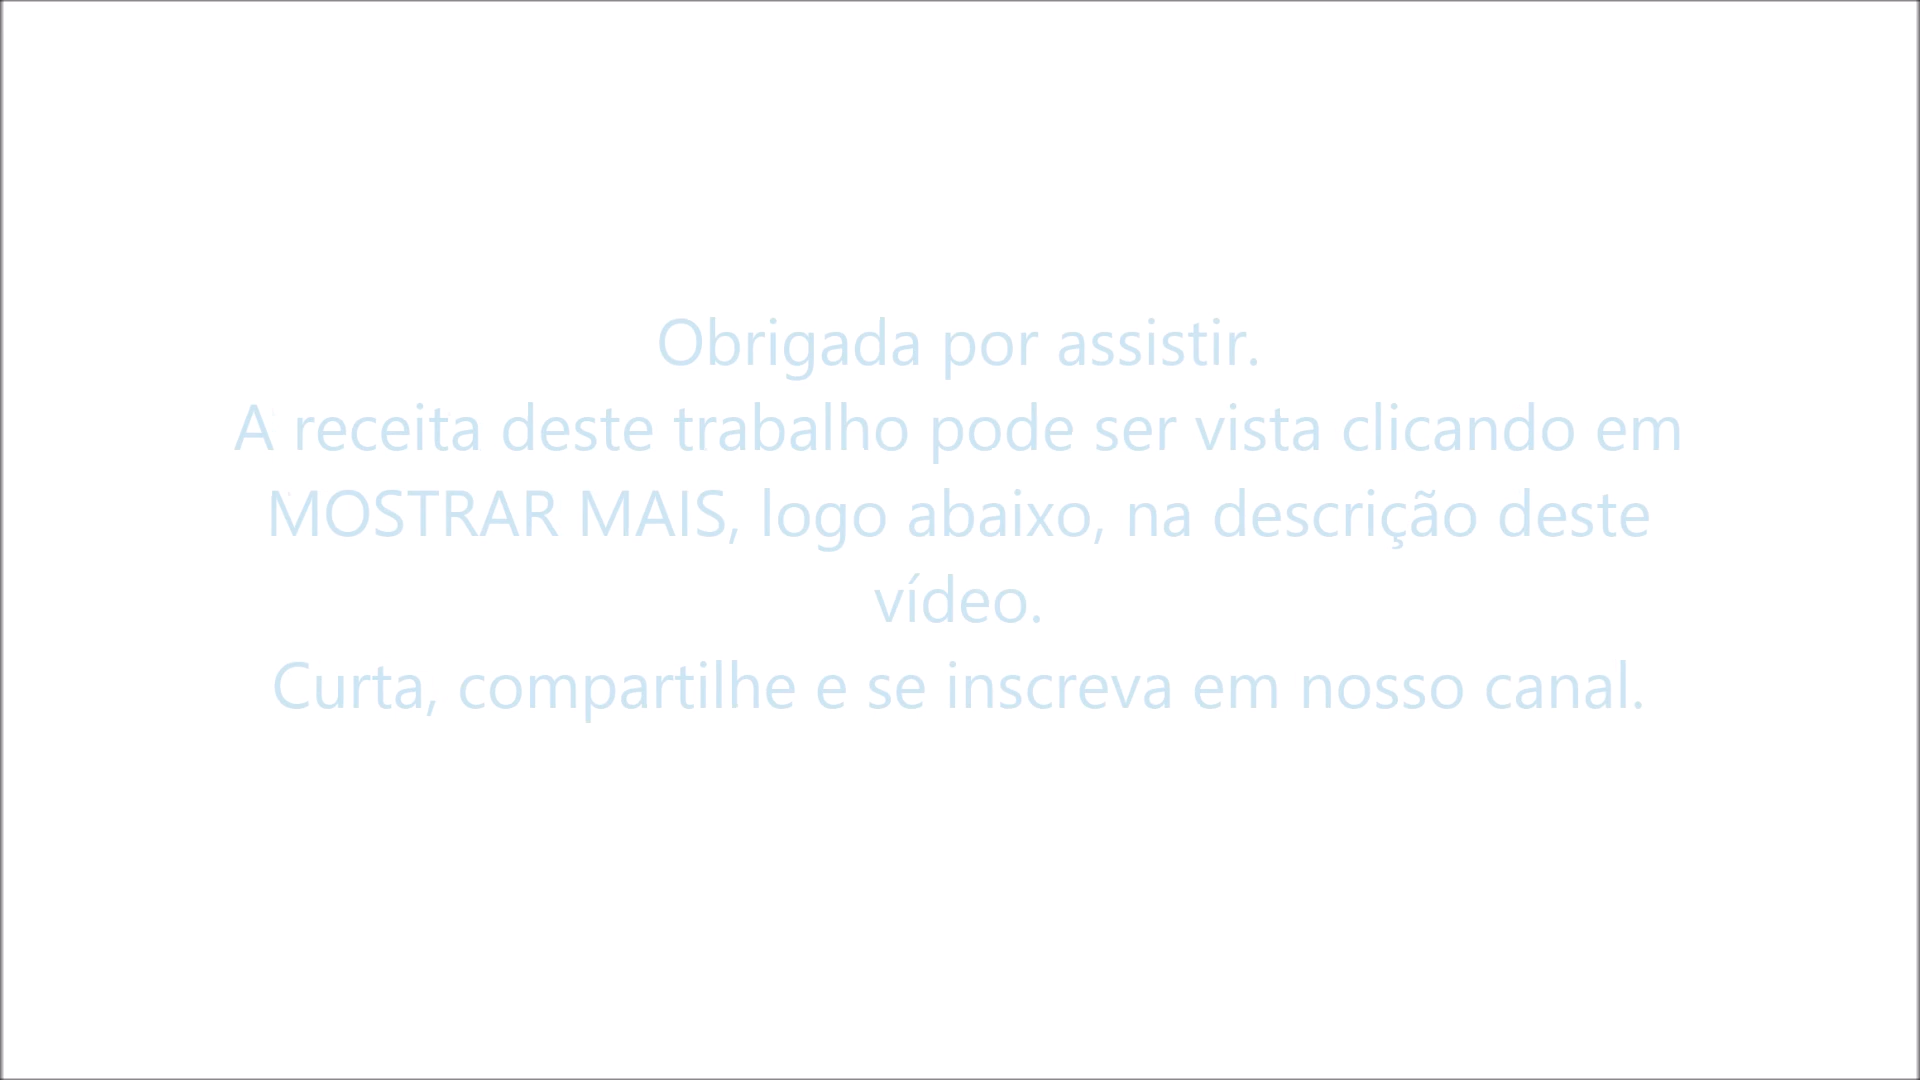 Obrigada por assistir.
A receita deste trabalho pode ser vista clicando em
MOSTRAR MAIS, logo abaixo, na descrição deste
vídeo.
Curta, compartilhe e se inscreva em nosso canal.